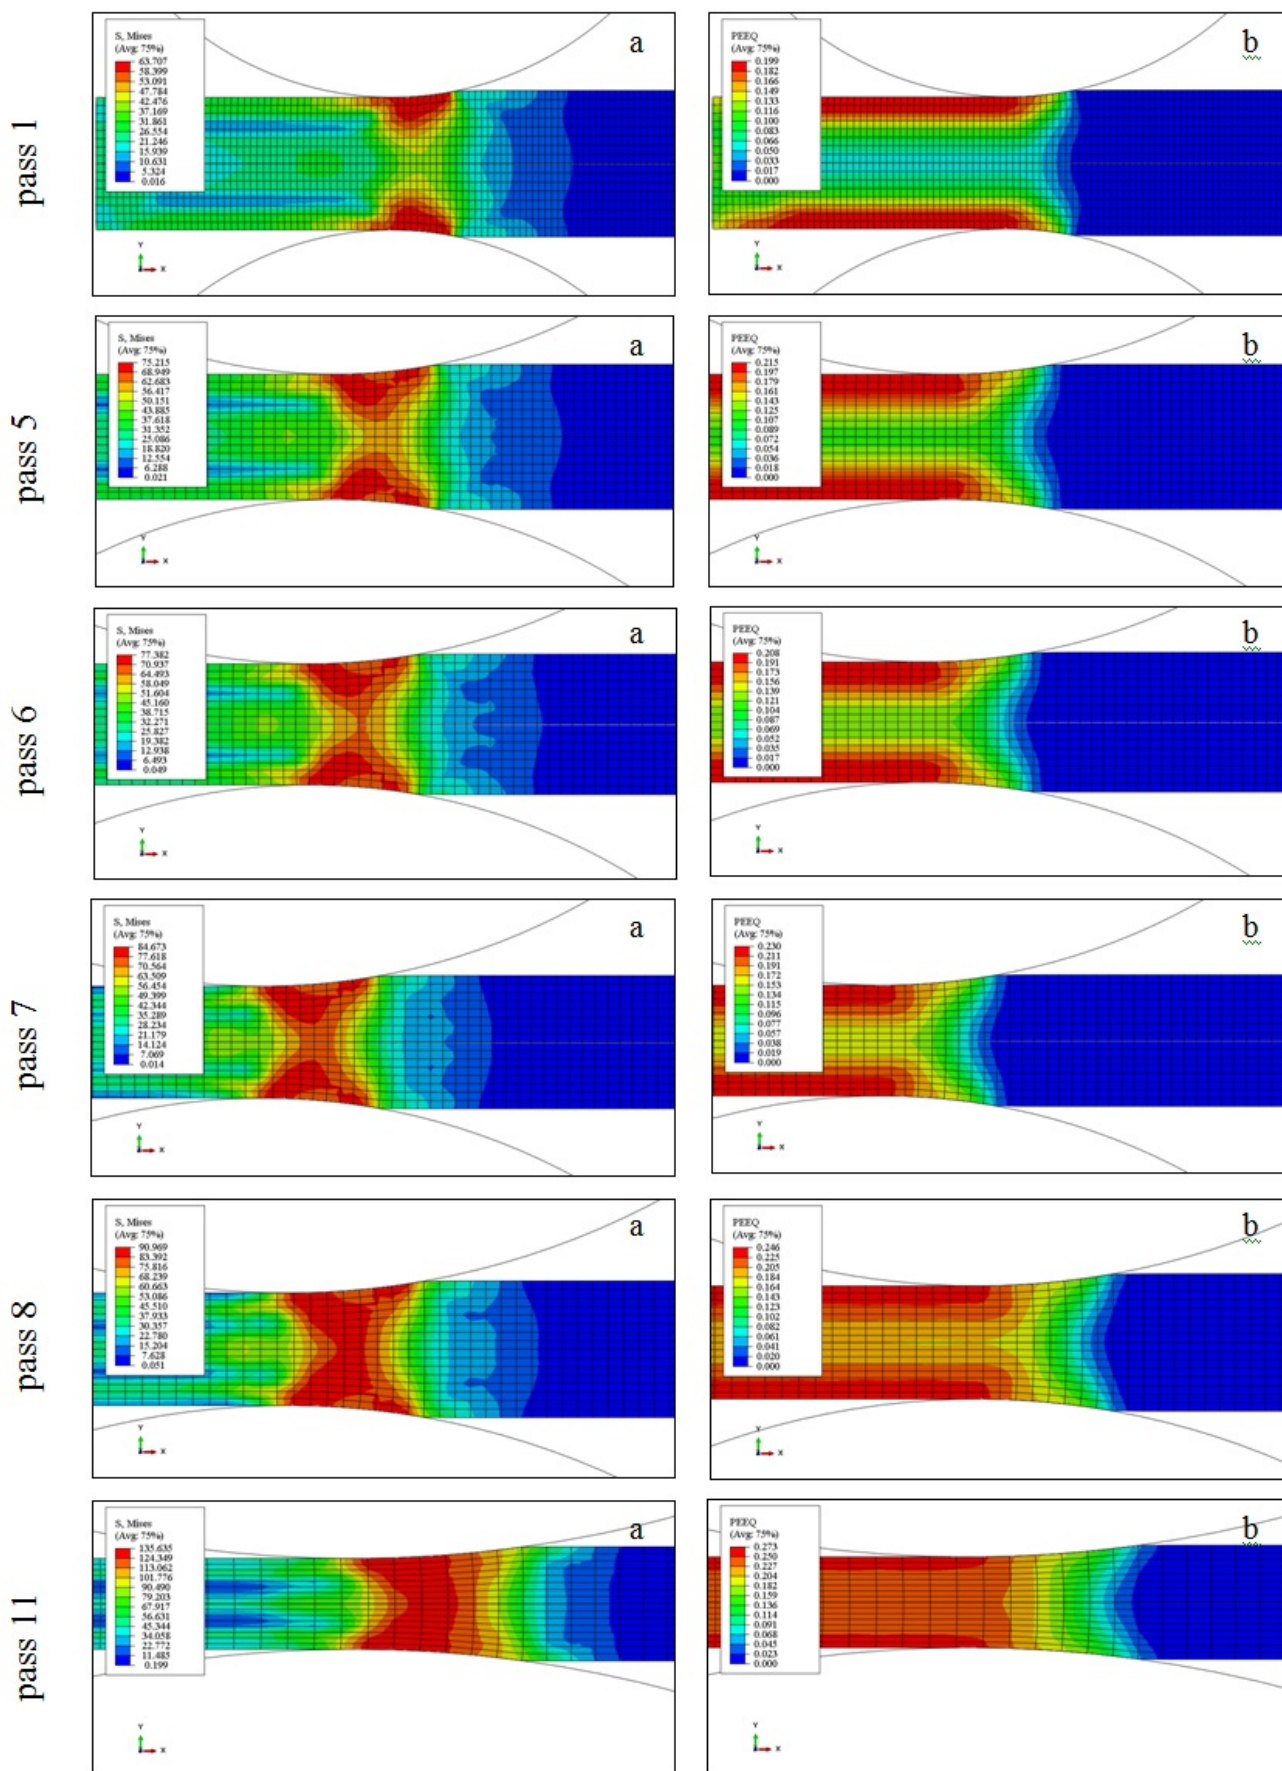 pass 1
S, Mises
(Avg: 75%)
63.707
58.399
53.091
47.784
42.476
37.169
31.861
26.554
21.246
15.939
10.631
5.324
0.016
a
Y
X
PEEQ
(Avg: 75%)
0.199
0.182
0.166
0.149
0.133
0.116
0.100
0.083
0.066
0.050
0.033
0.017
0.000
b
Y
X
pass 5
S, Mises
(Avg: 75%)
75.215
68.949
62.683
56.417
50.151
43.885
37.618
31.352
25.086
18.820
12.554
6.288
0.021
a
Y
X
PEEQ
(Avg: 75%)
0.215
0.197
0.179
0.161
0.143
0.125
0.107
0.089
0.072
0.054
0.036
0.018
0.000
b
Y
X
pass 6
S, Mises
(Avg: 75%)
77.382
70.937
64.493
58.049
51.604
45.160
38.715
32.271
25.827
19.382
12.938
6.493
0.049
a
Y
X
PEEQ
(Avg: 75%)
0.208
0.191
0.173
0.156
0.139
0.121
0.104
0.087
0.069
0.052
0.035
0.017
0.000
b
Y
X
pass 7
S, Mises
(Avg: 75%)
84.673
77.618
70.564
63.509
56.454
49.399
42.344
35.289
28.234
21.179
14.124
7.069
0.014
a
Y
X
PEEQ
(Avg: 75%)
0.230
0.211
0.191
0.172
0.153
0.134
0.115
0.096
0.077
0.057
0.038
0.019
0.000
b
Y
X
pass 8
S, Mises
(Avg: 75%)
90.969
83.392
75.816
68.239
60.663
53.086
45.510
37.933
30.357
22.780
15.204
7.628
0.051
a
Y
X
PEEQ
(Avg: 75%)
0.246
0.225
0.205
0.184
0.164
0.143
0.123
0.102
0.082
0.061
0.041
0.020
0.000
b
Y
X
pass 11
S, Mises
(Avg: 75%)
135.635
124.349
113.062
101.776
90.490
79.203
67.917
56.631
45.344
34.058
22.772
11.485
0.199
a
Y
X
PEEQ
(Avg: 75%)
0.273
0.250
0.227
0.204
0.182
0.159
0.136
0.114
0.091
0.068
0.045
0.023
0.000
b
Y
X